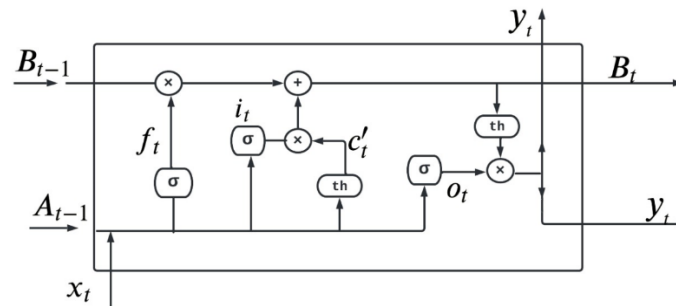 y_t
B_{t-1} × + B_t
i_t th
f_t σ × c'_t
σ th σ × o_t
A_{t-1} y_t
x_t